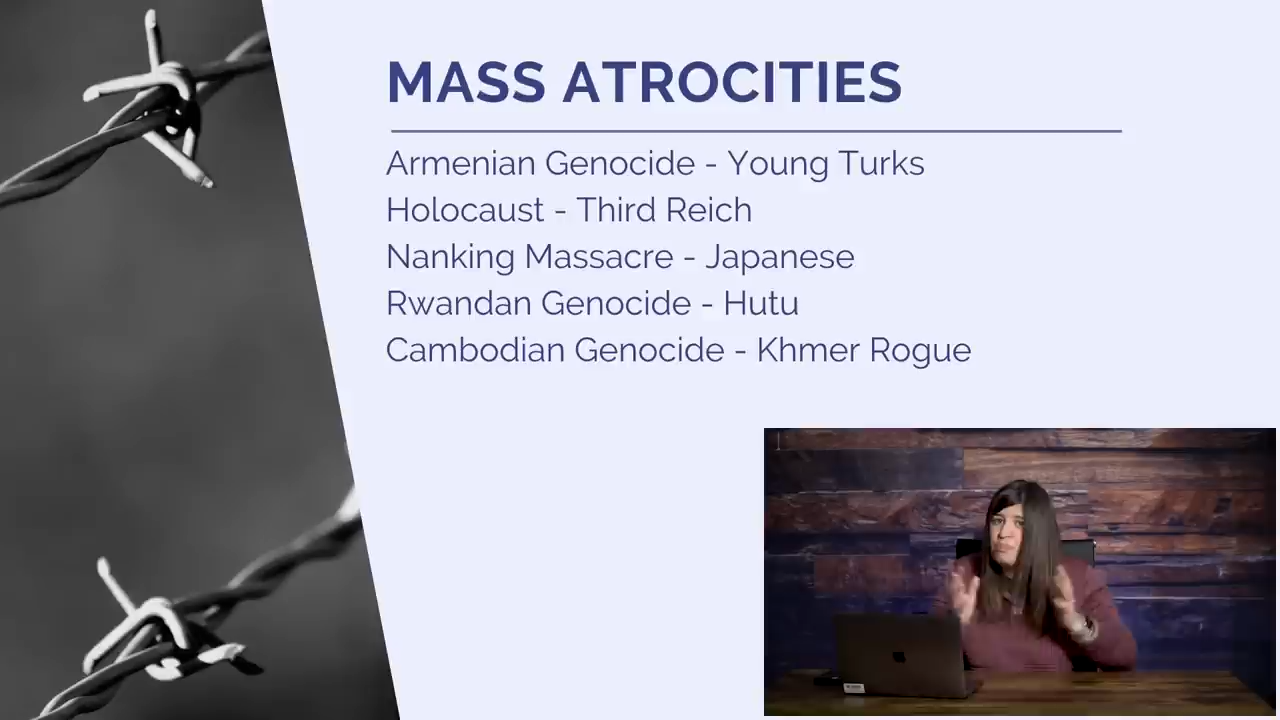 MASS ATROCITIES
Armenian Genocide - Young Turks
Holocaust - Third Reich
Nanking Massacre - Japanese
Rwandan Genocide - Hutu
Cambodian Genocide - Khmer Rogue